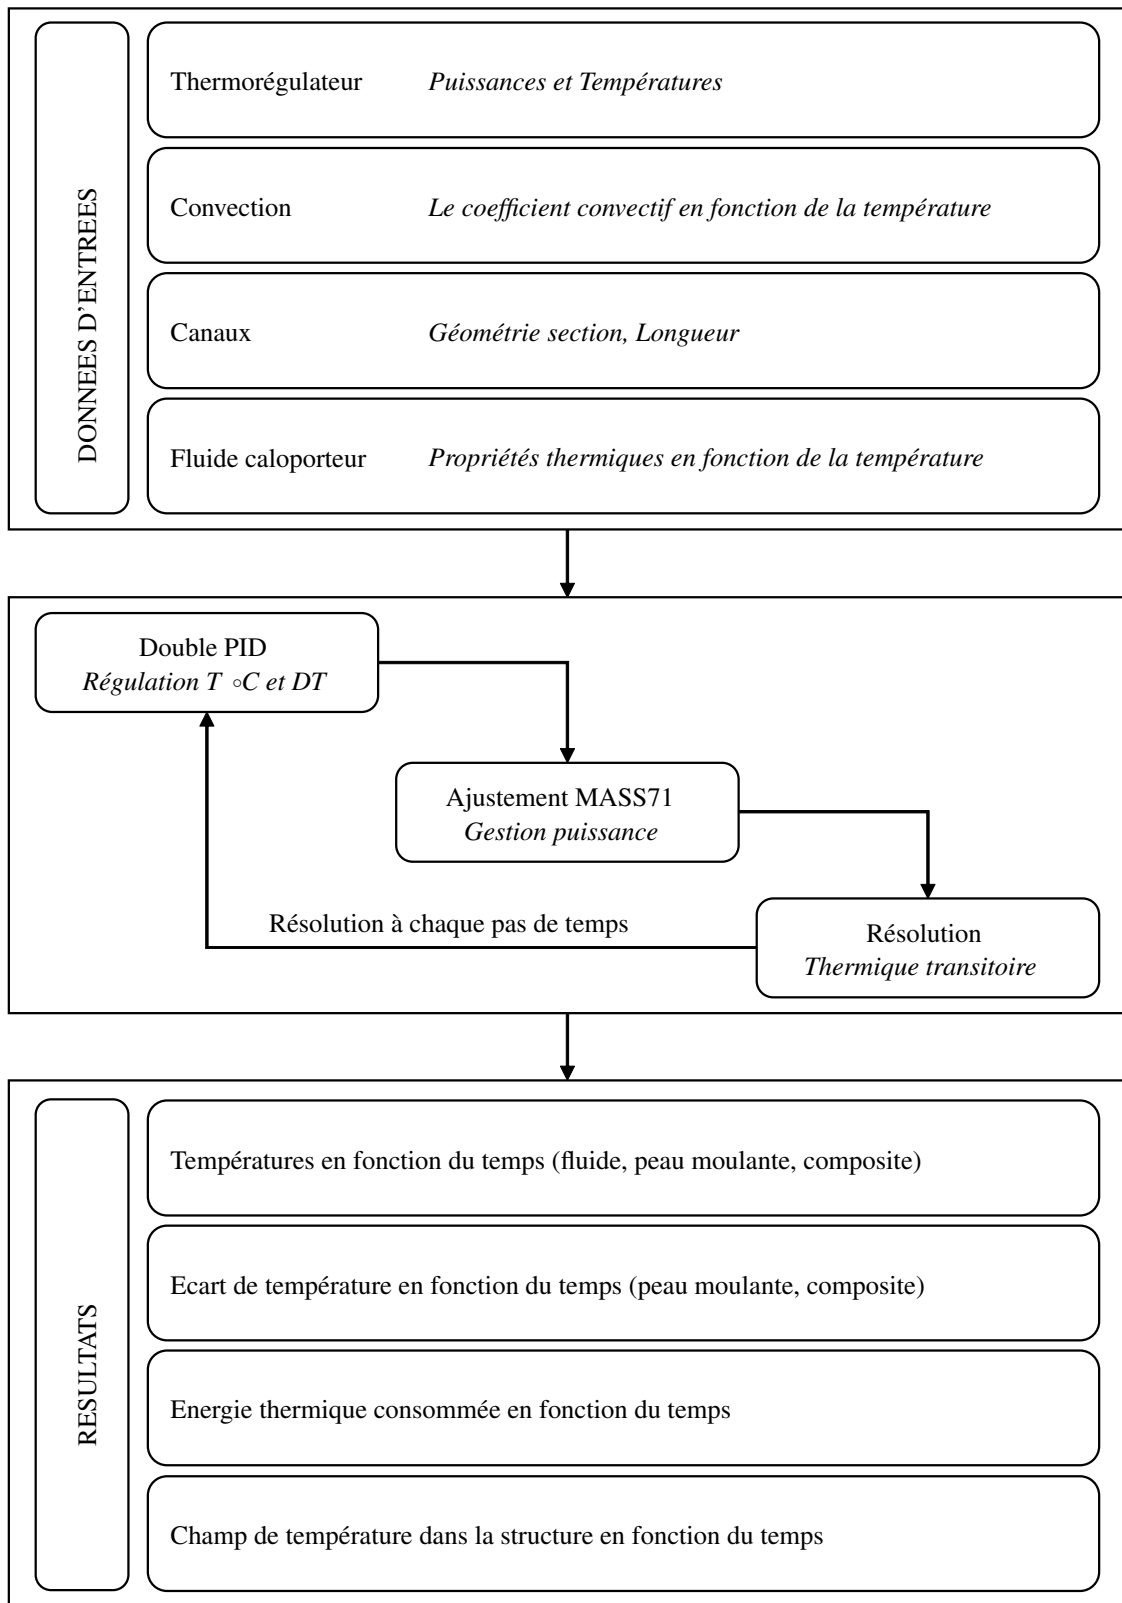 DONNEES D'ENTREES
Thermorégulateur Puissances et Températures
Convection Le coefficient convectif en fonction de la température
Canaux Géométrie section, Longueur
Fluide caloporteur Propriétés thermiques en fonction de la température
Double PID
Régulation T ◦C et DT
Ajustement MASS71
Gestion puissance
Résolution à chaque pas de temps
Résolution
Thermique transitoire
RESULTATS
Températures en fonction du temps (fluide, peau moulante, composite)
Ecart de température en fonction du temps (peau moulante, composite)
Energie thermique consommée en fonction du temps
Champ de température dans la structure en fonction du temps